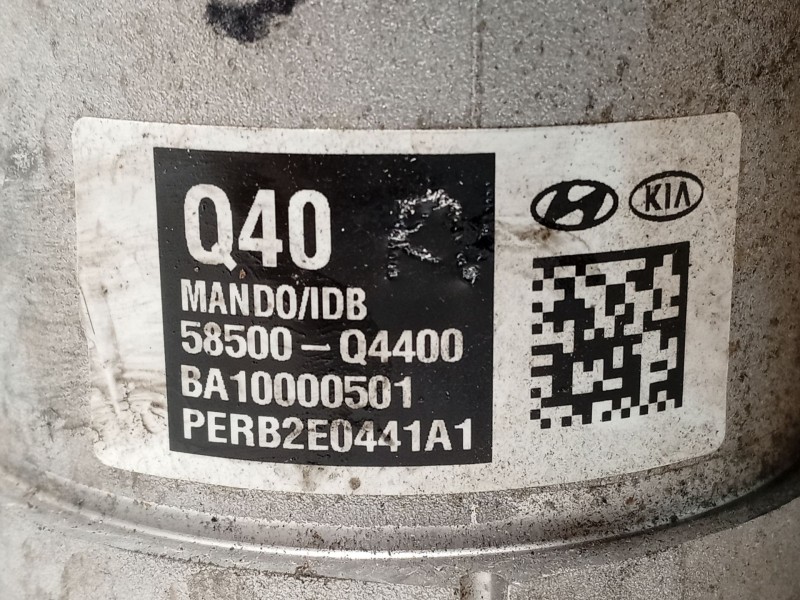 Q40
KIA
MANDO/IDB
58500-Q4400
BA10000501
PERB2E0441A1